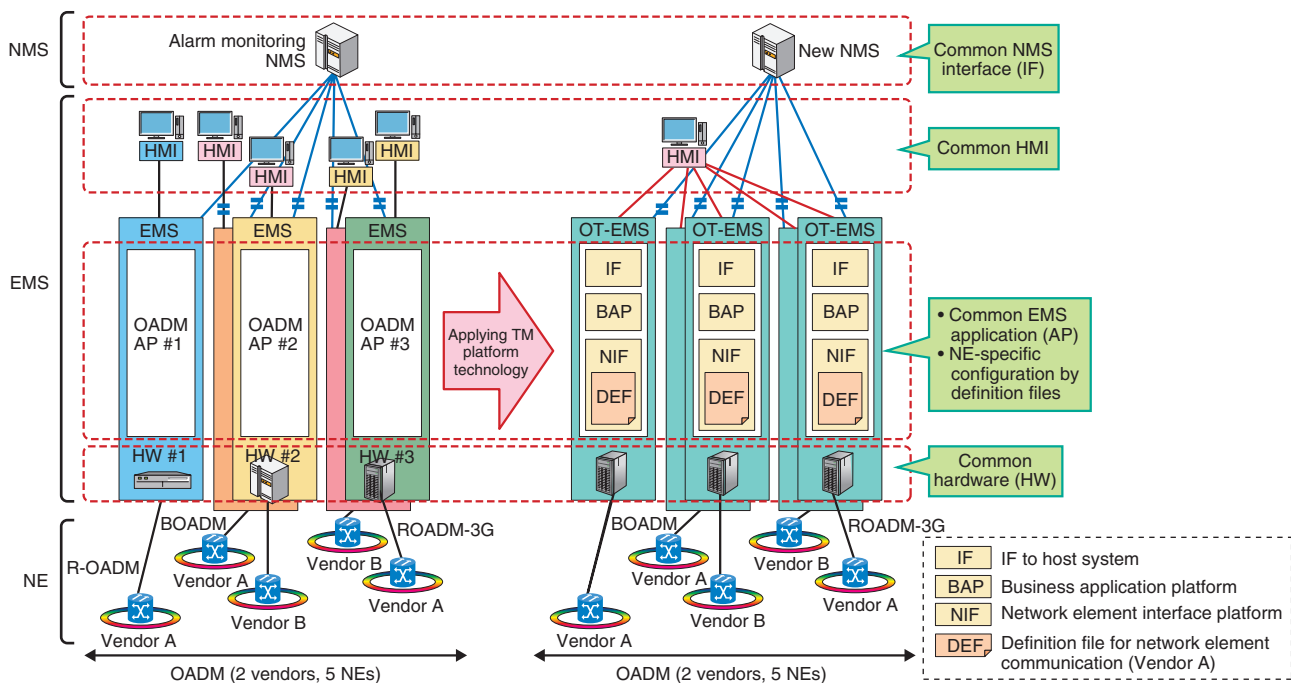 NMS
Alarm monitoring
NMS
New NMS
Common NMS
interface (IF)
EMS
HMI
HMI
HMI
HMI
HMI
HMI
Common HMI
EMS
EMS
EMS
OT-EMS
OT-EMS
OT-EMS
OADM
AP #1
OADM
AP #2
OADM
AP #3
Applying TM
platform
technology
IF
BAP
NIF
DEF
IF
BAP
NIF
DEF
IF
BAP
NIF
DEF
• Common EMS
application (AP)
• NE-specific
configuration by
definition files
HW #1
HW #2
HW #3
Common
hardware (HW)
NE
R-OADM
BOADM
ROADM-3G
Vendor A
Vendor A
Vendor B
Vendor B
Vendor A
OADM (2 vendors, 5 NEs)
BOADM
ROADM-3G
Vendor A
Vendor A
Vendor B
Vendor B
Vendor A
OADM (2 vendors, 5 NEs)
IF IF to host system
BAP Business application platform
NIF Network element interface platform
DEF Definition file for network element
communication (Vendor A)